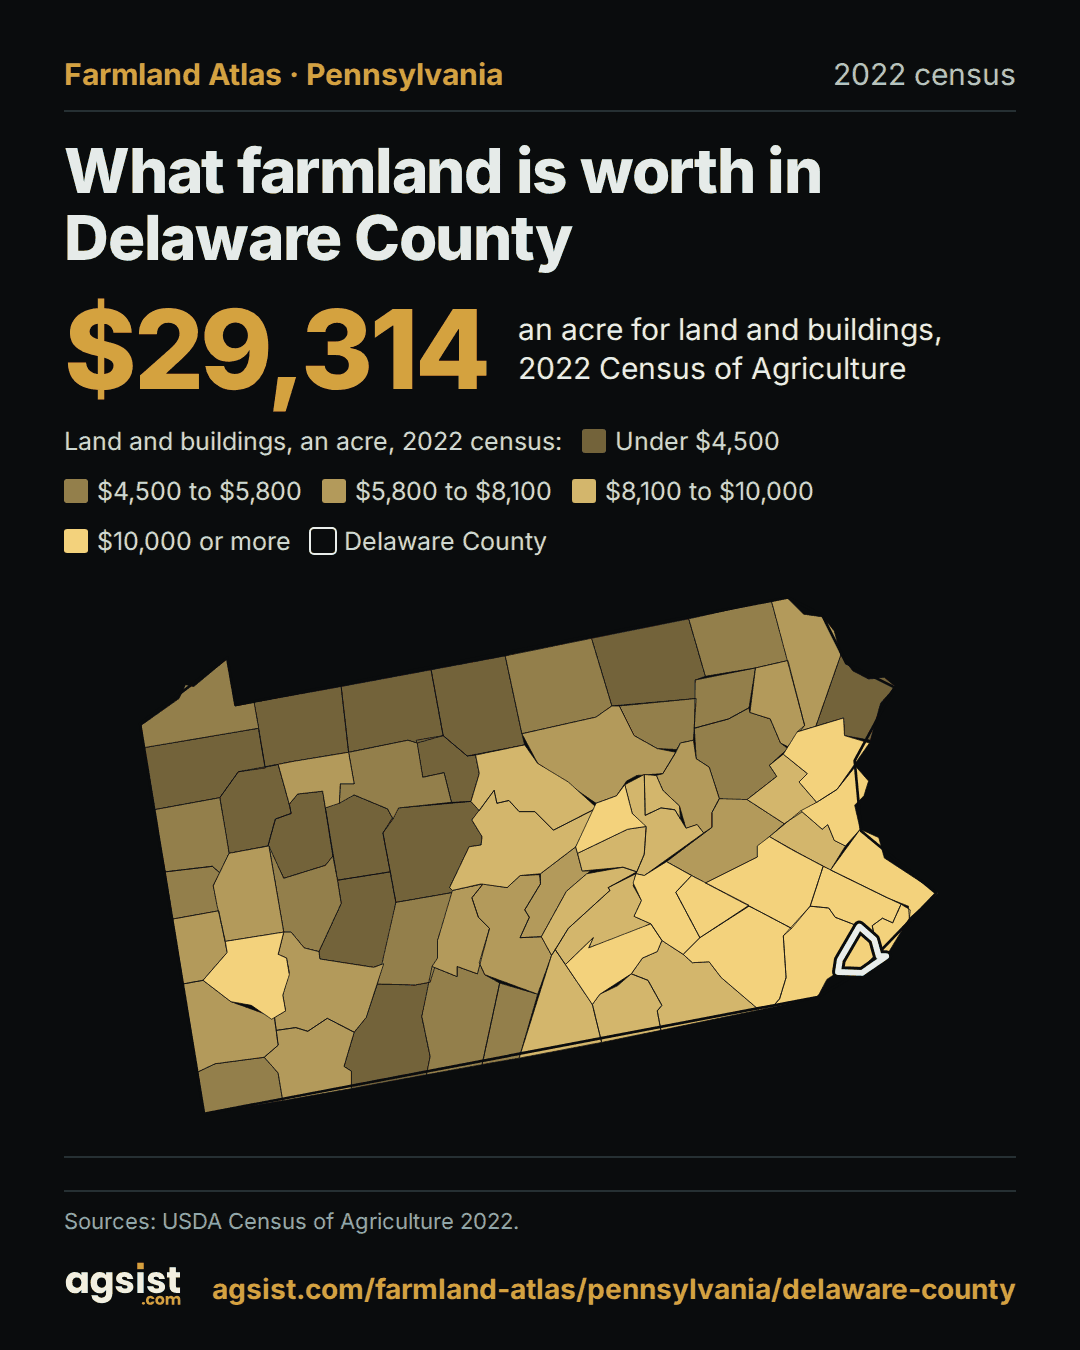 Farmland Atlas · Pennsylvania
2022 census
What farmland is worth in
Delaware County
$29,314
an acre for land and buildings,
2022 Census of Agriculture
Land and buildings, an acre, 2022 census: Under $4,500
$4,500 to $5,800 $5,800 to $8,100 $8,100 to $10,000
$10,000 or more Delaware County
Sources: USDA Census of Agriculture 2022.
agsist
.com
agsist.com/farmland-atlas/pennsylvania/delaware-county